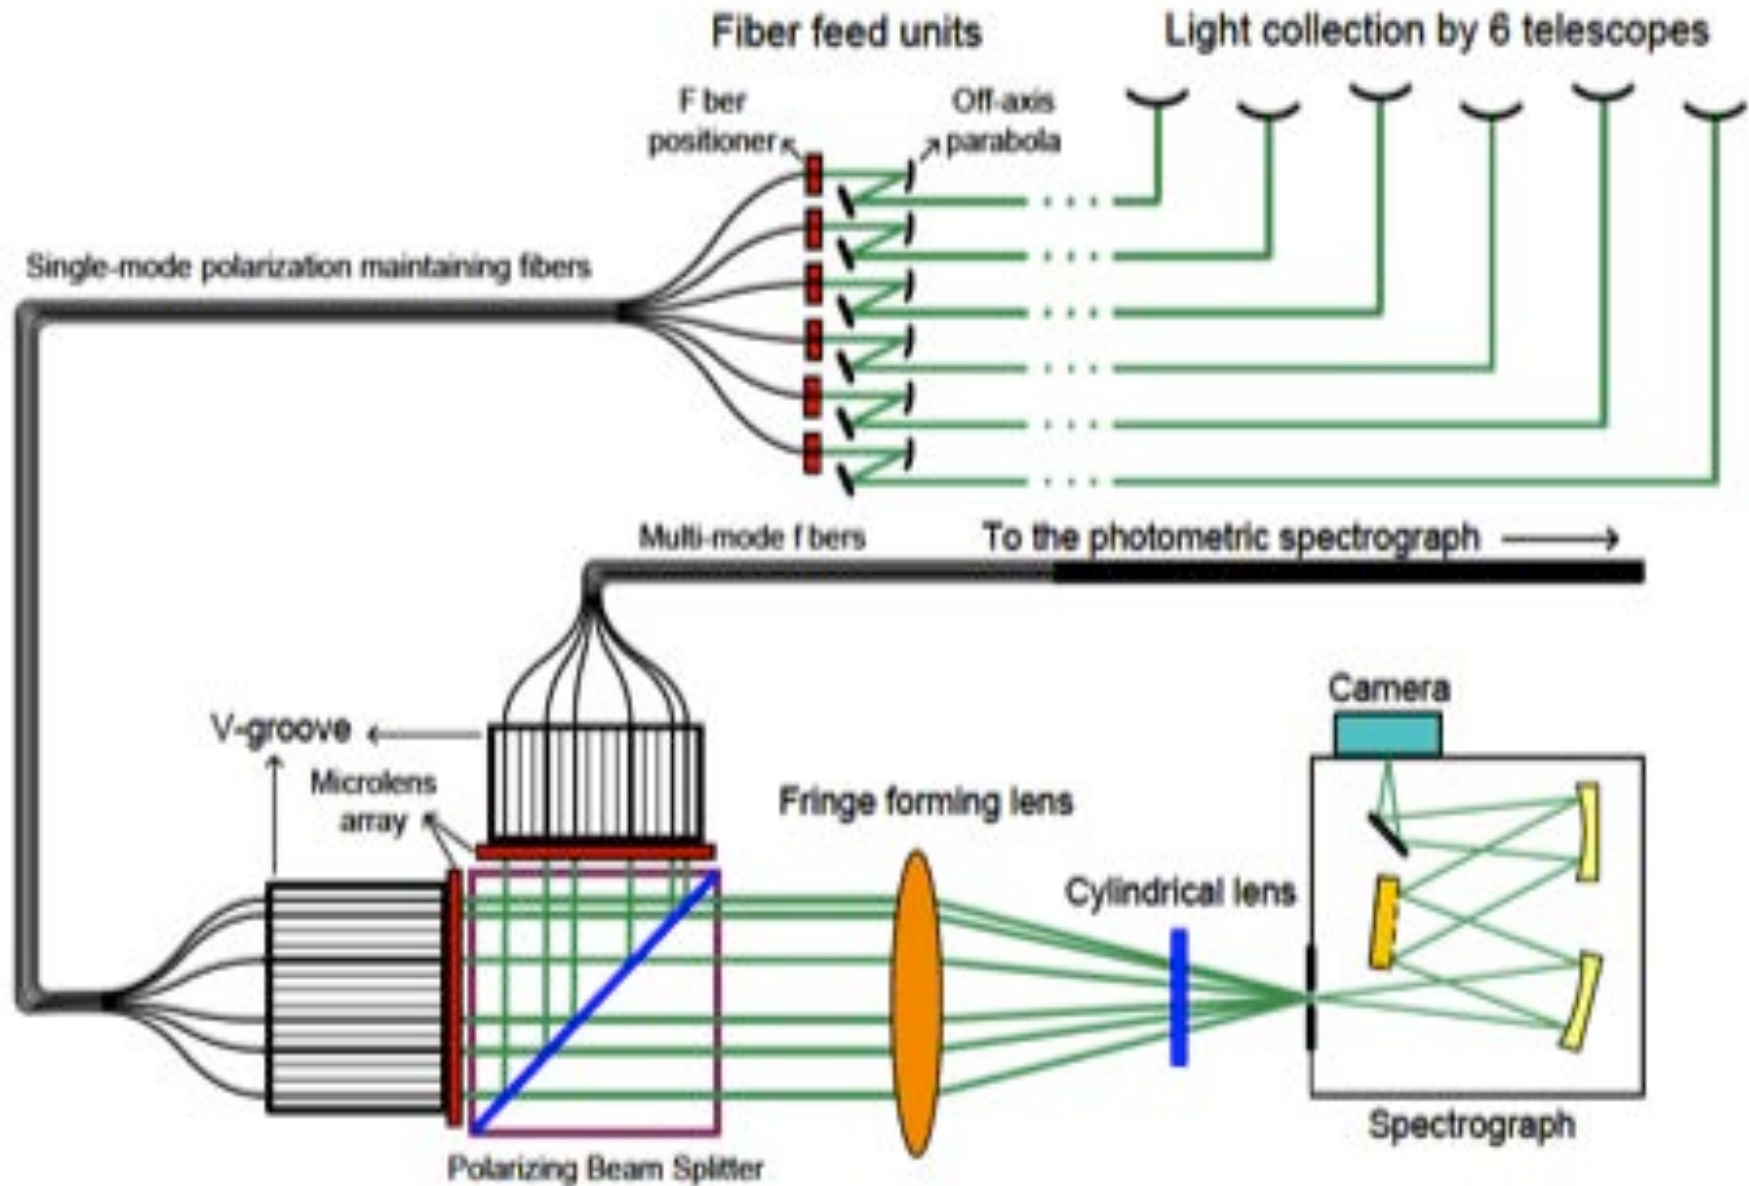 Fiber feed units
Light collection by 6 telescopes
F ber
positioner
Off-axis
parabola
Single-mode polarization maintaining fibers
Multi-mode f bers
To the photometric spectrograph
Camera
V-groove
Microlens
array
Fringe forming lens
Cylindrical lens
Spectrograph
Polarizing Beam Splitter